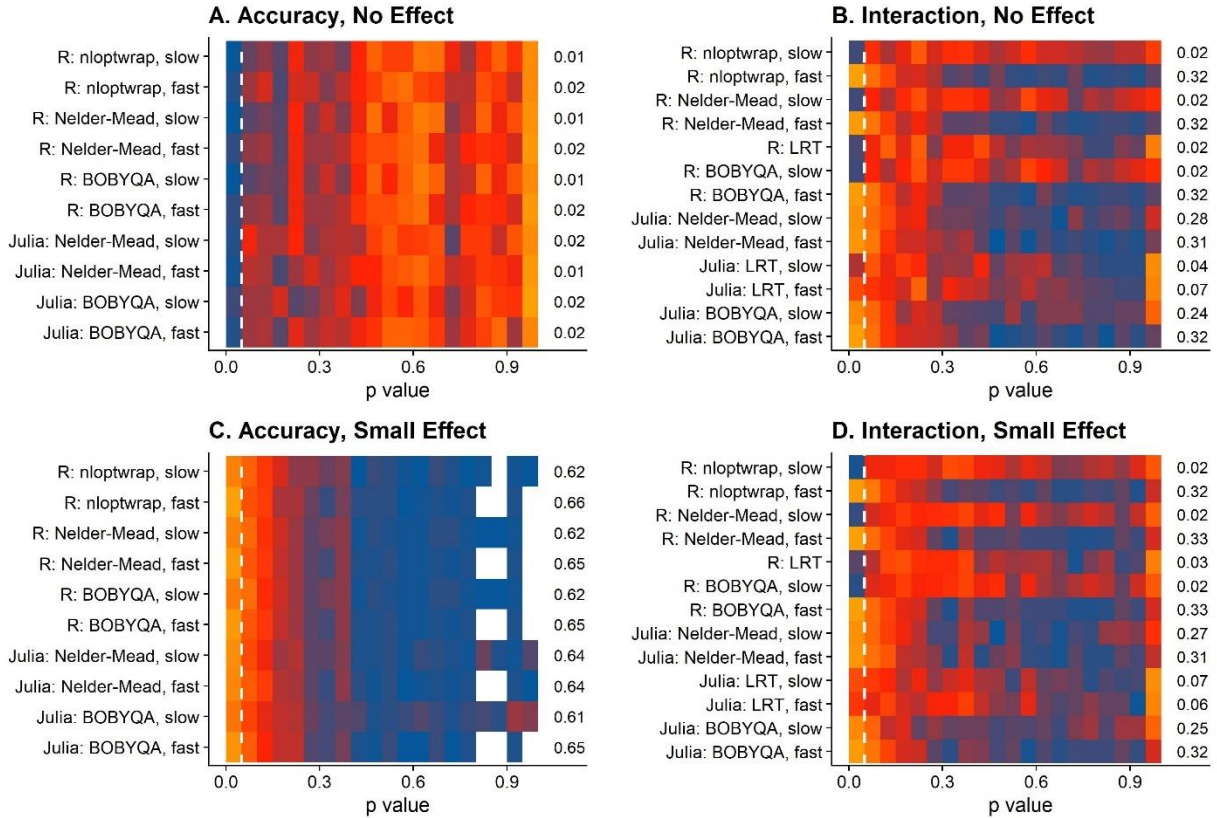 A. Accuracy, No Effect
R: nloptwrap, slow 0.01
R: nloptwrap, fast 0.02
R: Nelder-Mead, slow 0.01
R: Nelder-Mead, fast 0.02
R: BOBYQA, slow 0.01
R: BOBYQA, fast 0.02
Julia: Nelder-Mead, slow 0.02
Julia: Nelder-Mead, fast 0.01
Julia: BOBYQA, slow 0.02
Julia: BOBYQA, fast 0.02
0.0 0.3 0.6 0.9
p value
B. Interaction, No Effect
R: nloptwrap, slow 0.02
R: nloptwrap, fast 0.32
R: Nelder-Mead, slow 0.02
R: Nelder-Mead, fast 0.32
R: LRT 0.02
R: BOBYQA, slow 0.02
R: BOBYQA, fast 0.32
Julia: Nelder-Mead, slow 0.28
Julia: Nelder-Mead, fast 0.31
Julia: LRT, slow 0.04
Julia: LRT, fast 0.07
Julia: BOBYQA, slow 0.24
Julia: BOBYQA, fast 0.32
0.0 0.3 0.6 0.9
p value
C. Accuracy, Small Effect
R: nloptwrap, slow 0.62
R: nloptwrap, fast 0.66
R: Nelder-Mead, slow 0.62
R: Nelder-Mead, fast 0.65
R: BOBYQA, slow 0.62
R: BOBYQA, fast 0.65
Julia: Nelder-Mead, slow 0.64
Julia: Nelder-Mead, fast 0.64
Julia: BOBYQA, slow 0.61
Julia: BOBYQA, fast 0.65
0.0 0.3 0.6 0.9
p value
D. Interaction, Small Effect
R: nloptwrap, slow 0.02
R: nloptwrap, fast 0.32
R: Nelder-Mead, slow 0.02
R: Nelder-Mead, fast 0.33
R: LRT 0.03
R: BOBYQA, slow 0.02
R: BOBYQA, fast 0.33
Julia: Nelder-Mead, slow 0.27
Julia: Nelder-Mead, fast 0.31
Julia: LRT, slow 0.07
Julia: LRT, fast 0.06
Julia: BOBYQA, slow 0.25
Julia: BOBYQA, fast 0.32
0.0 0.3 0.6 0.9
p value